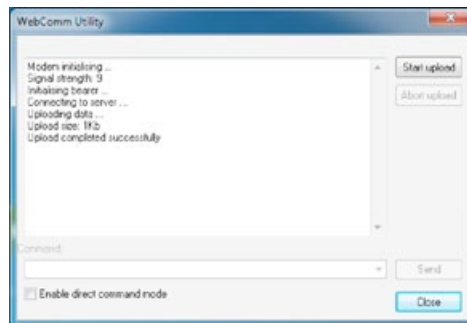 WebComm Utility
Modem initialising ...
Signal strength: 9
Initialising bearer ...
Connecting to server ...
Uploading data ...
Upload size: 1Kb
Upload completed successfully
Start upload
Abort upload
Command:
Send
Enable direct command mode
Close